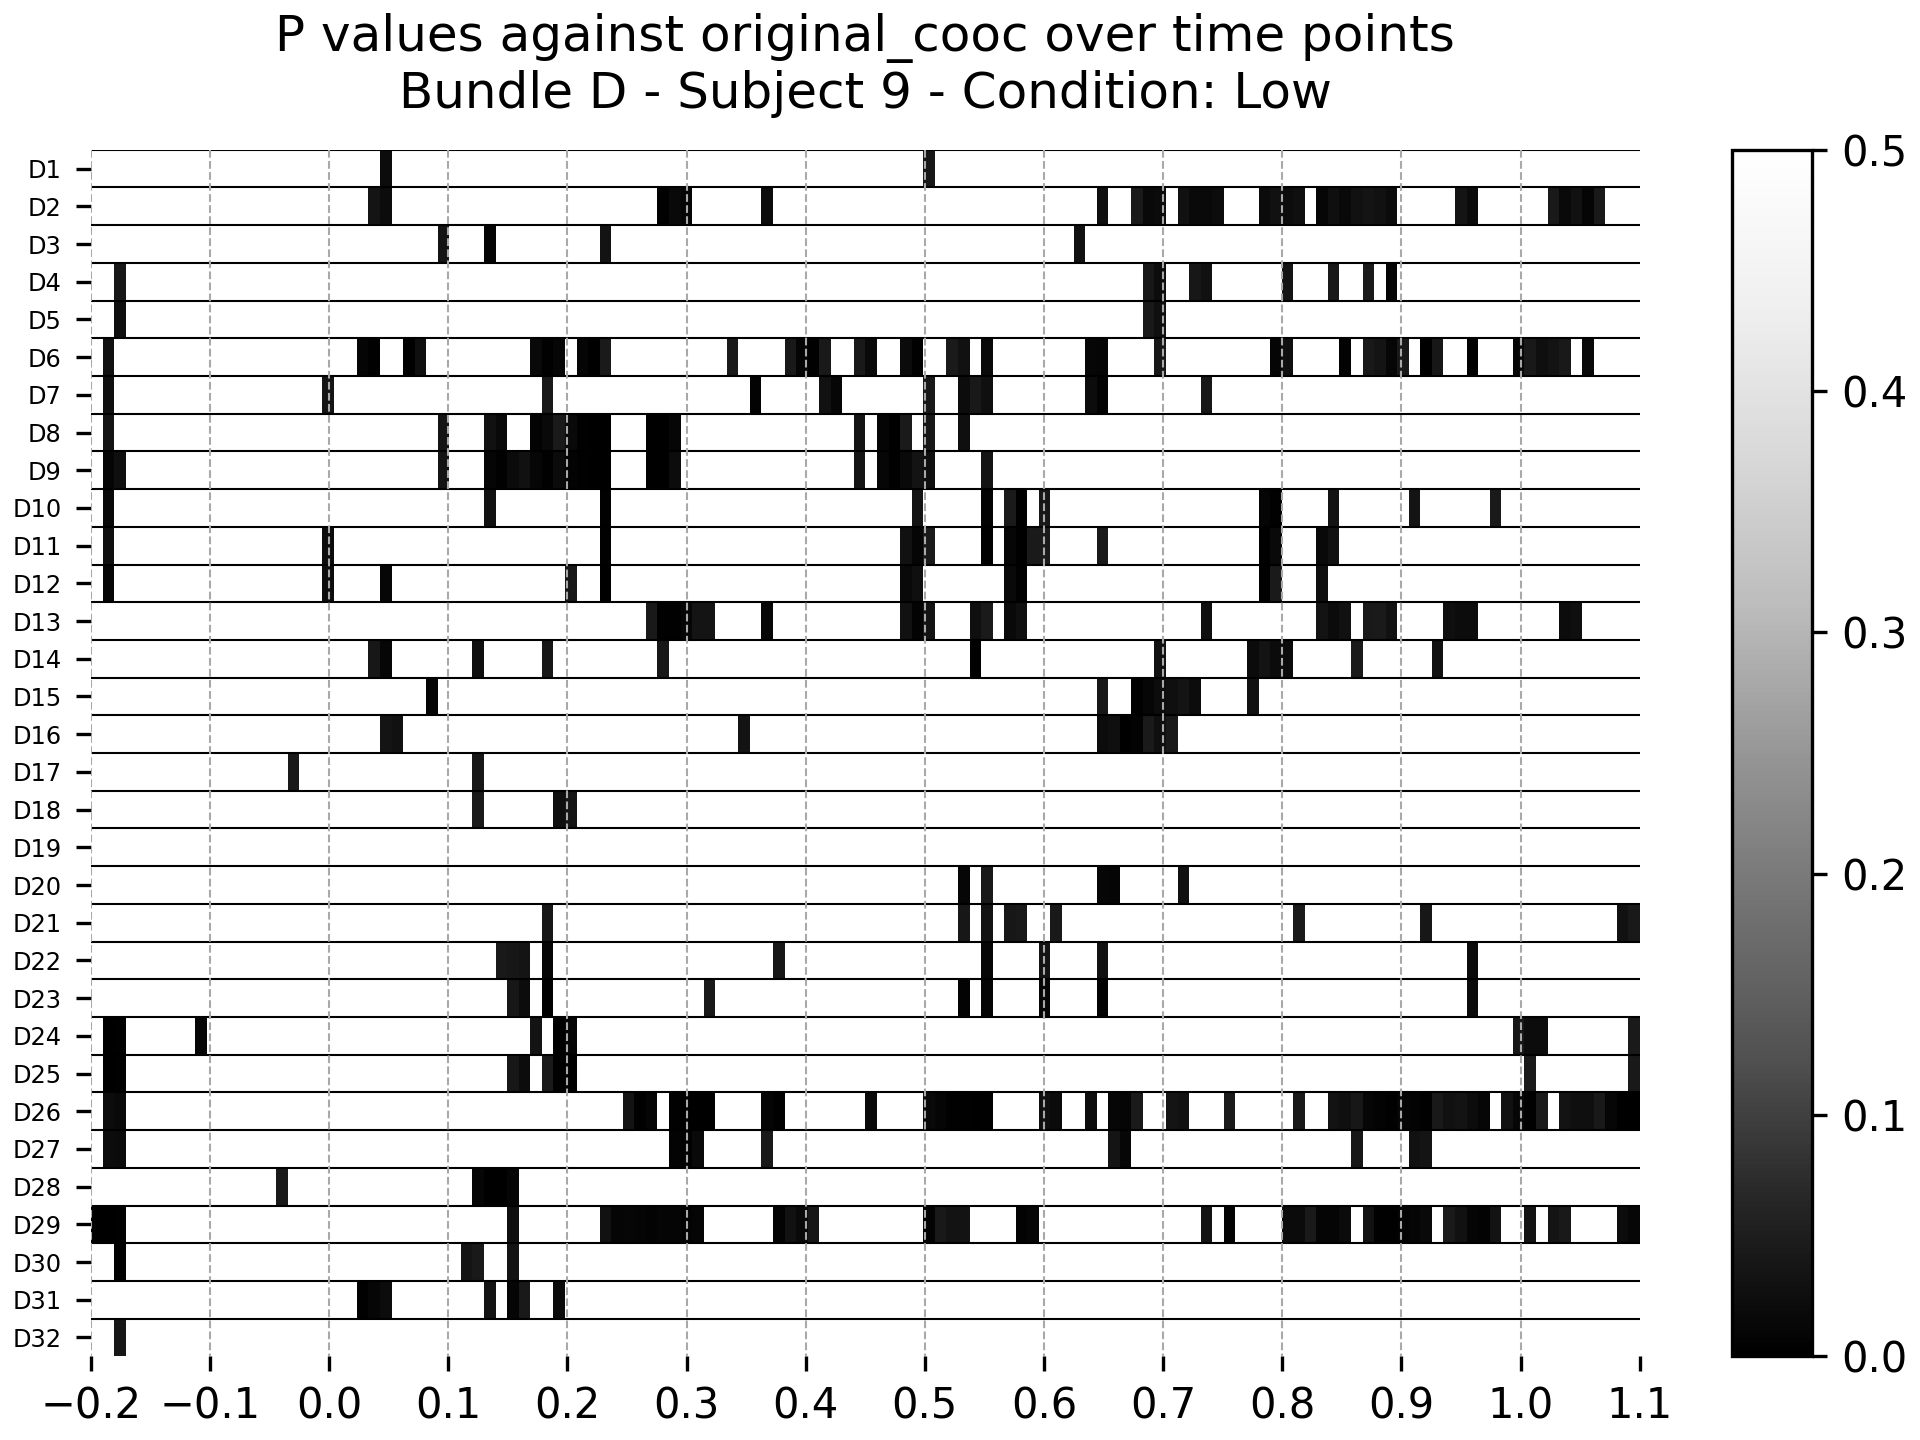 P values against original_cooc over time points
Bundle D - Subject 9 - Condition: Low
D1
D2
D3
D4
D5
D6
D7
D8
D9
D10
D11
D12
D13
D14
D15
D16
D17
D18
D19
D20
D21
D22
D23
D24
D25
D26
D27
D28
D29
D30
D31
D32
−0.2 −0.1 0.0 0.1 0.2 0.3 0.4 0.5 0.6 0.7 0.8 0.9 1.0 1.1
0.5
0.4
0.3
0.2
0.1
0.0